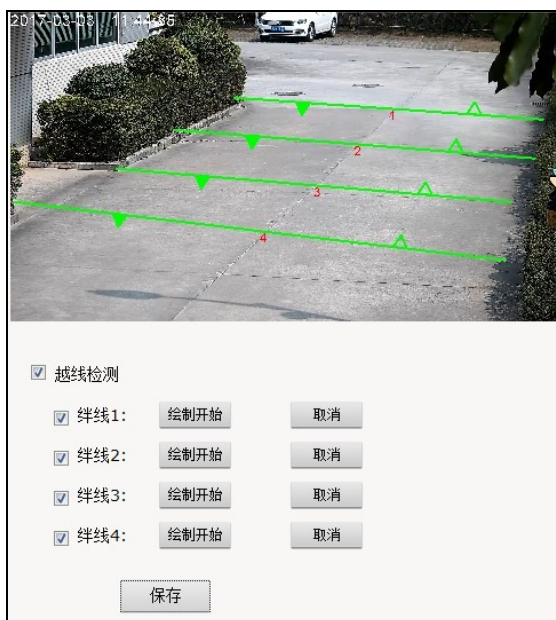 2017-03-03 11:44:35
1
2
3
4
越线检测
绊线1: 绘制开始 取消
绊线2: 绘制开始 取消
绊线3: 绘制开始 取消
绊线4: 绘制开始 取消
保存